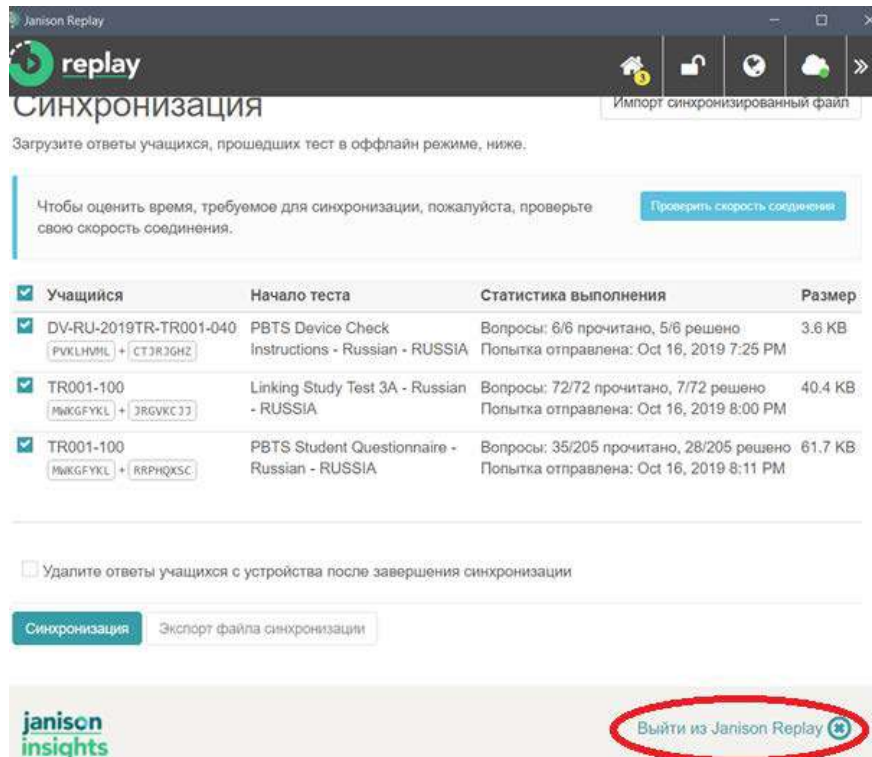 Janison Replay
replay
3
Синхронизация
Импорт синхронизированный файл
Загрузите ответы учащихся, прошедших тест в оффлайн режиме, ниже.
Чтобы оценить время, требуемое для синхронизации, пожалуйста, проверьте
свою скорость соединения.
Проверить скорость соединения
Учащийся Начало теста Статистика выполнения Размер
DV-RU-2019TR-TR001-040 PBTS Device Check Вопросы: 6/6 прочитано, 5/6 решено 3.6 KB
PVKLHVML + CTJRJGHZ Instructions - Russian - RUSSIA Попытка отправлена: Oct 16, 2019 7:25 PM
TR001-100 Linking Study Test 3A - Russian Вопросы: 72/72 прочитано, 7/72 решено 40.4 KB
MWKGFYKL + JRGVKCJJ - RUSSIA Попытка отправлена: Oct 16, 2019 8:00 PM
TR001-100 PBTS Student Questionnaire - Вопросы: 35/205 прочитано, 28/205 решено 61.7 KB
MWKGFYKL + RRPHQXSC Russian - RUSSIA Попытка отправлена: Oct 16, 2019 8:11 PM
Удалите ответы учащихся с устройства после завершения синхронизации
Синхронизация Экспорт файла синхронизации
janison
insights
Выйти из Janison Replay